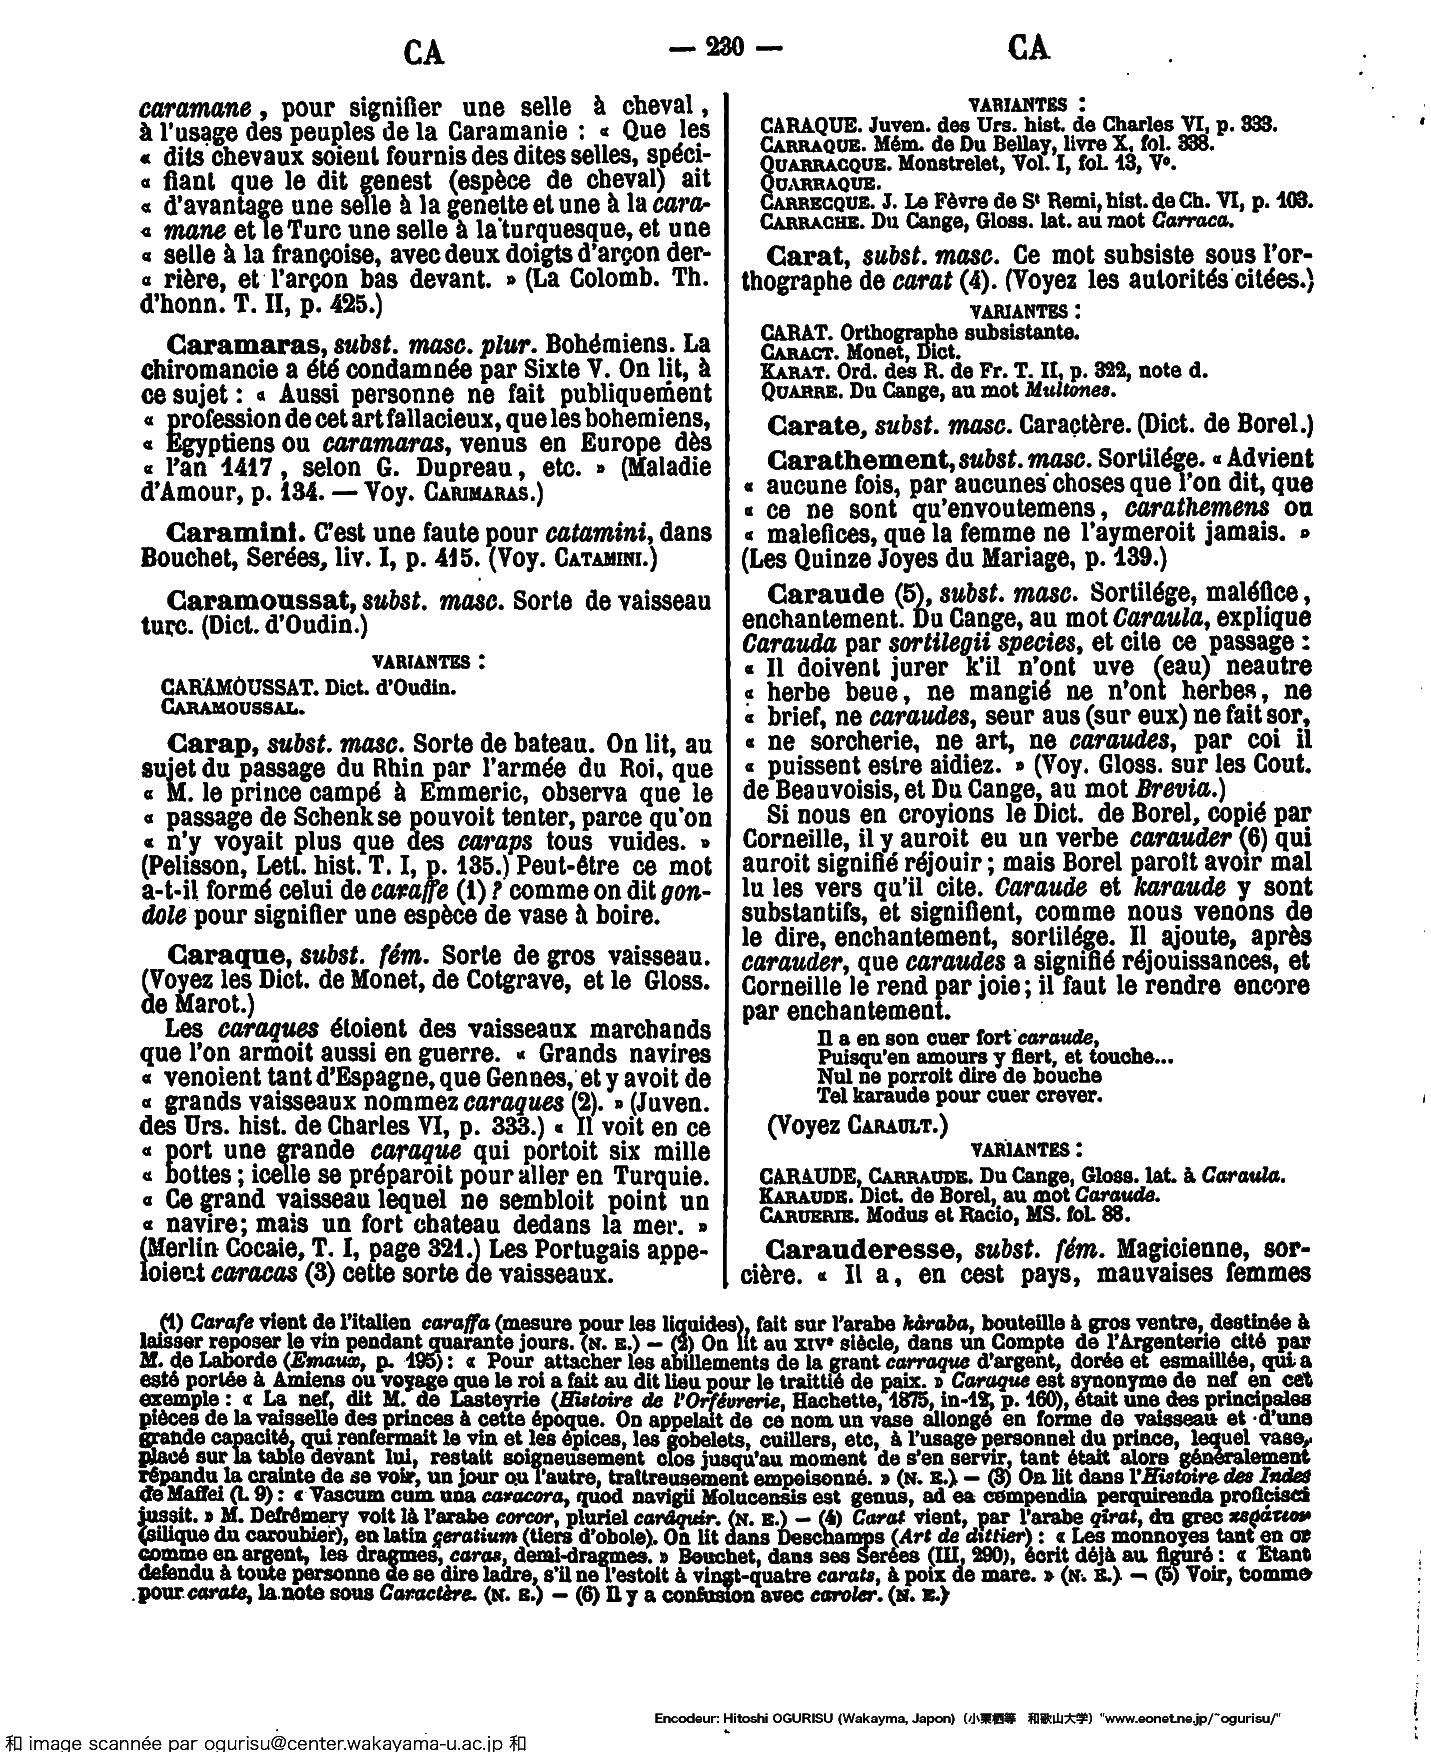 CA
— 230 —
CA
caramane, pour signifier une selle à cheval,
à l'usage des peuples de la Caramanie : « Que les
« dits chevaux soient fournis des dites selles, spéci-
« fiant que le dit genest (espèce de cheval) ait
« d'avantage une selle à la genette et une à la cara-
« mane et le Turc une selle à la turquesque, et une
« selle à la françoise, avec deux doigts d'arçon der-
« rière, et l'arçon bas devant. » (La Colomb. Th.
d'honn. T. II, p. 425.)
Caramaras, subst. masc. plur. Bohémiens. La
chiromancie a été condamnée par Sixte V. On lit, à
ce sujet : « Aussi personne ne fait publiquement
« profession de cet art fallacieux, que les bohemiens,
« Egyptiens ou caramaras, venus en Europe dès
« l'an 1417, selon G. Dupreau, etc. » (Maladie
d'Amour, p. 134. — Voy. CARIMARAS.)
Caramini. C'est une faute pour catamini, dans
Bouchet, Serées, liv. I, p. 415. (Voy. CATAMINI.)
Caramoussat, subst. masc. Sorte de vaisseau
turc. (Dict. d'Oudin.)
VARIANTES :
CARAMOUSSAT. Dict. d'Oudin.
CARAMOUSSAL.
Carap, subst. masc. Sorte de bateau. On lit, au
sujet du passage du Rhin par l'armée du Roi, que
« M. le prince campé à Emmeric, observa que le
« passage de Schenk se pouvoit tenter, parce qu'on
« n'y voyait plus que des caraps tous vuides. »
(Pelisson, Lett. hist. T. I, p. 135.) Peut-être ce mot
a-t-il formé celui de caraffe (1) ? comme on dit gon-
dole pour signifier une espèce de vase à boire.
Caraque, subst. fém. Sorte de gros vaisseau.
(Voyez les Dict. de Monet, de Cotgrave, et le Gloss.
de Marot.)
Les caraques étoient des vaisseaux marchands
que l'on armoit aussi en guerre. « Grands navires
« venoient tant d'Espagne, que Gennes, et y avoit de
« grands vaisseaux nommez caraques (2). » (Juven.
des Urs. hist. de Charles VI, p. 333.) « Il voit en ce
« port une grande caraque qui portoit six mille
« bottes ; icelle se préparoit pour aller en Turquie.
« Ce grand vaisseau lequel ne sembloit point un
« navire; mais un fort chateau dedans la mer. »
(Merlin Cocaie, T. I, page 321.) Les Portugais appe-
loient caracas (3) cette sorte de vaisseaux.
VARIANTES :
CARAQUE. Juven. des Urs. hist. de Charles VI, p. 333.
CARRAQUE. Mém. de Du Bellay, livre X, fol. 338.
QUARRACQUE. Monstrelet, Vol. I, fol. 13, Vº.
QUARRAQUE.
CARRECQUE. J. Le Fèvre de St Remi, hist. de Ch. VI, p. 103.
CARRACHE. Du Cange, Gloss. lat. au mot Carraca.
Carat, subst. masc. Ce mot subsiste sous l'or-
thographe de carat (4). (Voyez les autorités citées.)
VARIANTES :
CARAT. Orthographe subsistante.
CARACT. Monet, Dict.
KARAT. Ord. des R. de Fr. T. II, p. 322, note d.
QUARRE. Du Cange, au mot Multones.
Carate, subst. masc. Caractère. (Dict. de Borel.)
Carathement, subst. masc. Sortilége. « Advient
« aucune fois, par aucunes choses que l'on dit, que
« ce ne sont qu'envoutemens, carathemens ou
« malefices, que la femme ne l'aymeroit jamais. »
(Les Quinze Joyes du Mariage, p. 139.)
Caraude (5), subst. masc. Sortilége, maléfice,
enchantement. Du Cange, au mot Caraula, explique
Carauda par sortilegii species, et cite ce passage :
« Il doivent jurer k'il n'ont uve (eau) neautre
« herbe beue, ne mangié ne n'ont herbes, ne
« brief, ne caraudes, seur aus (sur eux) ne fait sor,
« ne sorcherie, ne art, ne caraudes, par coi il
« puissent estre aidiez. » (Voy. Gloss. sur les Cout.
de Beauvoisis, et Du Cange, au mot Brevia.)
Si nous en croyions le Dict. de Borel, copié par
Corneille, il y auroit eu un verbe carauder (6) qui
auroit signifié réjouir ; mais Borel paroît avoir mal
lu les vers qu'il cite. Caraude et karaude y sont
substantifs, et signifient, comme nous venons de
le dire, enchantement, sortilége. Il ajoute, après
carauder, que caraudes a signifié réjouissances, et
Corneille le rend par joie ; il faut le rendre encore
par enchantement.
Il a en son cuer fort caraude,
Puisqu'en amours y fiert, et touche...
Nul ne porroit dire de bouche
Tel karaude pour cuer crever.
(Voyez CARAULT.)
VARIANTES :
CARAUDE, CARRAUDE. Du Cange, Gloss. lat. à Caraula.
KARAUDE. Dict. de Borel, au mot Caraude.
CARUERIE. Modus et Racio, MS. fol. 88.
Carauderesse, subst. fém. Magicienne, sor-
cière. « Il a, en cest pays, mauvaises femmes
(1) Carafe vient de l'italien caraffa (mesure pour les liquides), fait sur l'arabe kâraba, bouteille à gros ventre, destinée à
laisser reposer le vin pendant quarante jours. (N. E.) — (2) On lit au XIVe siècle, dans un Compte de l'Argenterie cité par
M. de Laborde (Emaux, p. 195) : « Pour attacher les abillements de la grant carraque d'argent, dorée et esmaillée, qui a
esté portée à Amiens ou voyage que le roi a fait au dit lieu pour le traittié de paix. » Caraque est synonyme de nef en cet
exemple : « La nef, dit M. de Lasteyrie (Histoire de l'Orfévrerie, Hachette, 1875, in-12, p. 160), était une des principales
pièces de la vaisselle des princes à cette époque. On appelait de ce nom un vase allongé en forme de vaisseau et d'une
grande capacité, qui renfermait le vin et les épices, les gobelets, cuillers, etc, à l'usage personnel du prince, lequel vase,
placé sur la table devant lui, restait soigneusement clos jusqu'au moment de s'en servir, tant était alors généralement
répandu la crainte de se voir, un jour ou l'autre, traîtreusement empoisonné. » (N. E.) — (3) On lit dans l'Histoire des Indes
de Maffei (l. 9) : « Vascum cum una caracora, quod navigii Molucensis est genus, ad ea compendia perquirenda proficisci
jussit. » M. Defrémery voit là l'arabe corcor, pluriel carâquir. (N. E.) — (4) Carat vient, par l'arabe qirat, du grec κεράτιον
(silique du caroubier), en latin ceratium (tiers d'obole). On lit dans Deschamps (Art de dittier) : « Les monnoyes tant en or
comme en argent, les dragmes, caras, demi-dragmes. » Bouchet, dans ses Serées (III, 290), écrit déjà au figuré : « Etant
defendu à toute personne de se dire ladre, s'il ne l'estoit à vingt-quatre carats, à poix de marc. » (N. E.) — (5) Voir, comme
pour carate, la note sous Caractère. (N. E.) — (6) Il y a confusion avec caroler. (N. E.)
Encodeur: Hitoshi OGURISU (Wakayma, Japon) (小栗栖等 和歌山大学) "www.eonet.ne.jp/~ogurisu/"
和 image scannée par ogurisu@center.wakayama-u.ac.jp 和